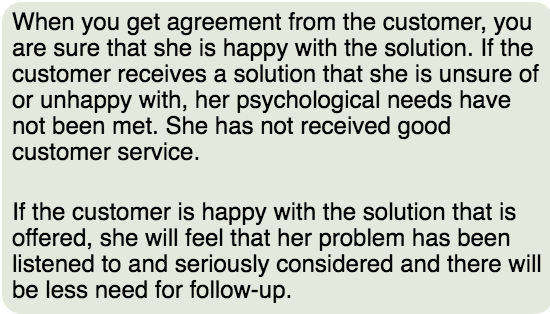 When you get agreement from the customer, you
are sure that she is happy with the solution. If the
customer receives a solution that she is unsure of
or unhappy with, her psychological needs have
not been met. She has not received good
customer service.
If the customer is happy with the solution that is
offered, she will feel that her problem has been
listened to and seriously considered and there will
be less need for follow-up.